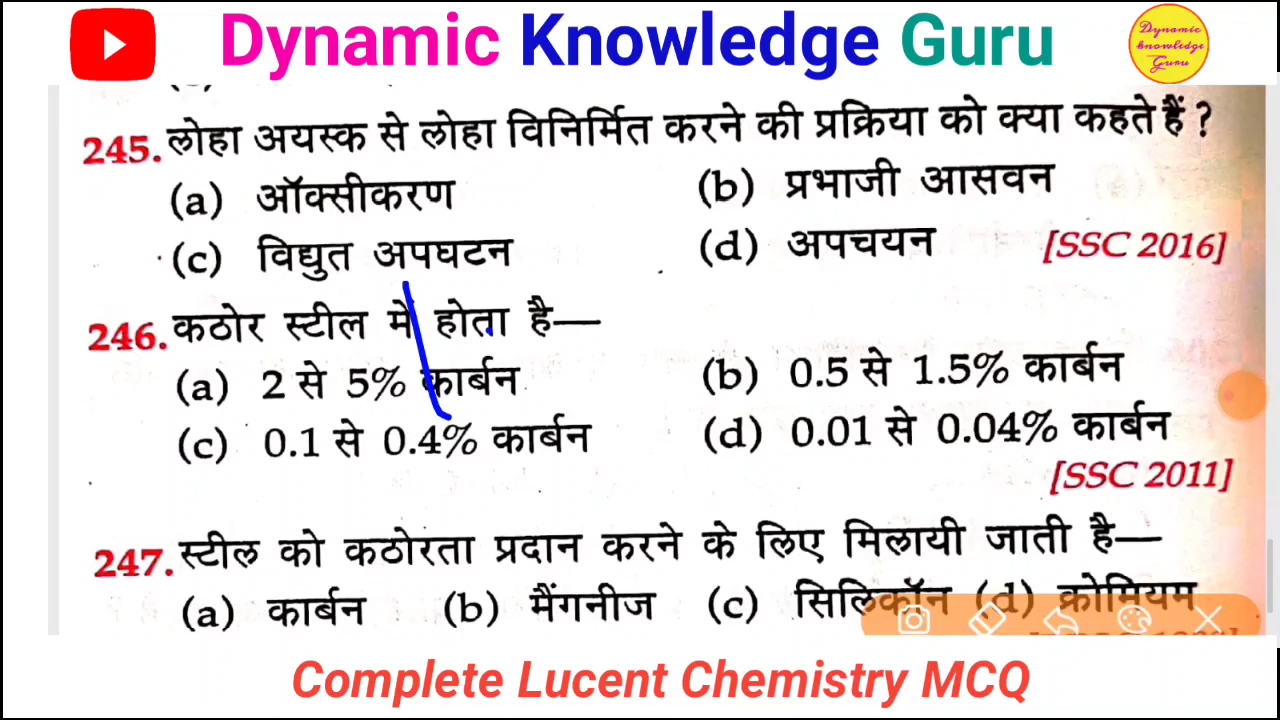 Dynamic Knowledge Guru
Dynamic
knowledge
Guru
245. लोहा अयस्क से लोहा विनिर्मित करने की प्रक्रिया को क्या कहते हैं ?
(a) ऑक्सीकरण (b) प्रभाजी आसवन
(c) विद्युत अपघटन (d) अपचयन [SSC 2016]
246. कठोर स्टील में होता है—
(a) 2 से 5% कार्बन (b) 0.5 से 1.5% कार्बन
(c) 0.1 से 0.4% कार्बन (d) 0.01 से 0.04% कार्बन
[SSC 2011]
247. स्टील को कठोरता प्रदान करने के लिए मिलायी जाती है—
(a) कार्बन (b) मैंगनीज (c) सिलिकॉन (d) क्रोमियम
Complete Lucent Chemistry MCQ